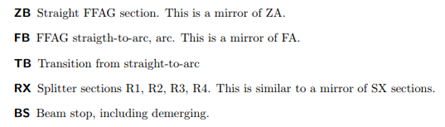 ZB Straight FFAG section. This is a mirror of ZA.
FB FFAG straigth-to-arc, arc. This is a mirror of FA.
TB Transition from straight-to-arc
RX Splitter sections R1, R2, R3, R4. This is similar to a mirror of SX sections.
BS Beam stop, including demerging.